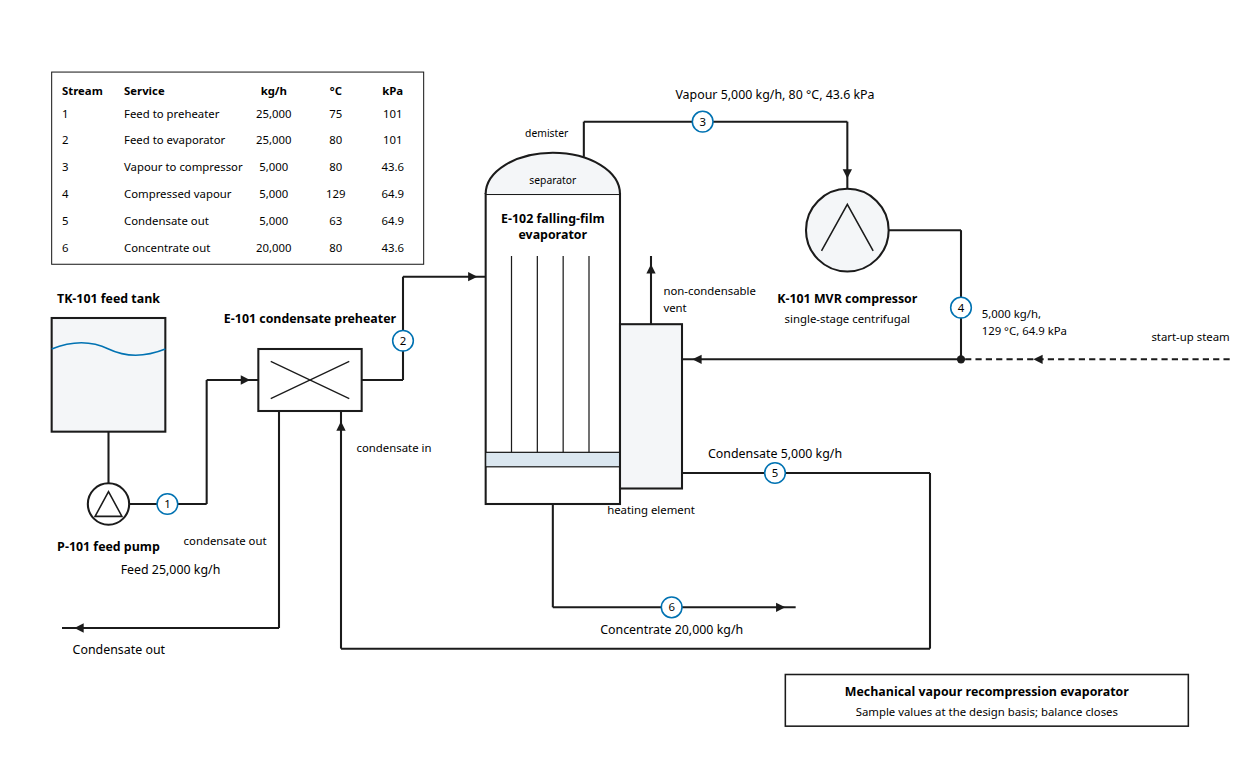 Stream Service kg/h °C kPa
1 Feed to preheater 25,000 75 101
2 Feed to evaporator 25,000 80 101
3 Vapour to compressor 5,000 80 43.6
4 Compressed vapour 5,000 129 64.9
5 Condensate out 5,000 63 64.9
6 Concentrate out 20,000 80 43.6
Vapour 5,000 kg/h, 80 °C, 43.6 kPa
3
demister
separator
E-102 falling-film
evaporator
TK-101 feed tank
E-101 condensate preheater
2
non-condensable
vent
K-101 MVR compressor
single-stage centrifugal
4
5,000 kg/h,
129 °C, 64.9 kPa
start-up steam
condensate in
Condensate 5,000 kg/h
5
heating element
1
P-101 feed pump
condensate out
Feed 25,000 kg/h
6
Concentrate 20,000 kg/h
Condensate out
Mechanical vapour recompression evaporator
Sample values at the design basis; balance closes